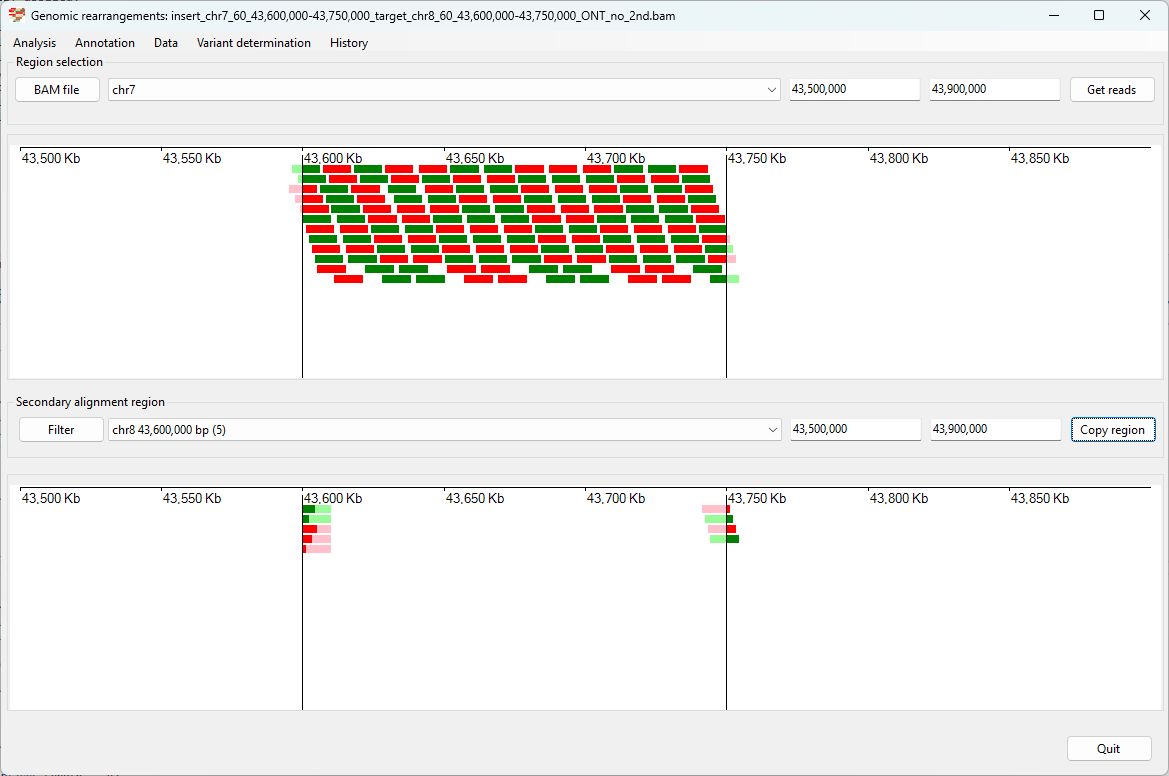 Genomic rearrangements: insert_chr7_60_43,600,000-43,750,000_target_chr8_60_43,600,000-43,750,000_ONT_no_2nd.bam
Analysis Annotation Data Variant determination History
Region selection
BAM file chr7 43,500,000 43,900,000 Get reads
43,500 Kb 43,550 Kb 43,600 Kb 43,650 Kb 43,700 Kb 43,750 Kb 43,800 Kb 43,850 Kb
Secondary alignment region
Filter chr8 43,600,000 bp (5) 43,500,000 43,900,000 Copy region
43,500 Kb 43,550 Kb 43,600 Kb 43,650 Kb 43,700 Kb 43,750 Kb 43,800 Kb 43,850 Kb
Quit